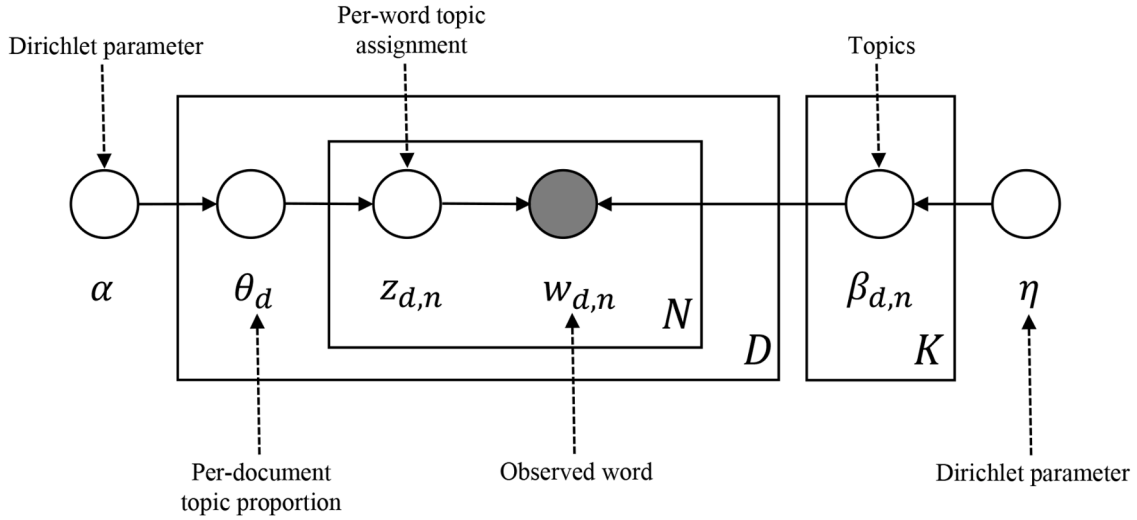 Dirichlet parameter
Per-word topic
assignment
Topics
α
θ_d
z_{d,n}
w_{d,n}
N
D
β_{d,n}
K
η
Per-document
topic proportion
Observed word
Dirichlet parameter